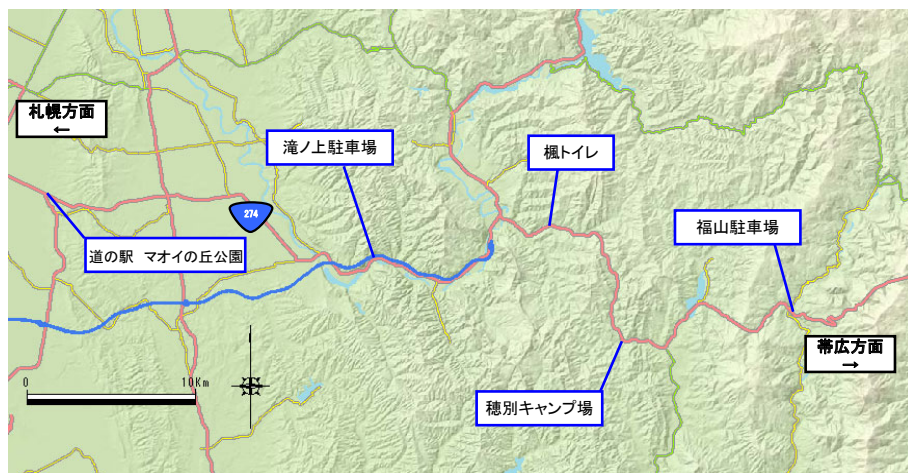 札幌方面
←
滝ノ上駐車場
楓トイレ
274
福山駐車場
道の駅 マオイの丘公園
帯広方面
→
0 10Km
穂別キャンプ場